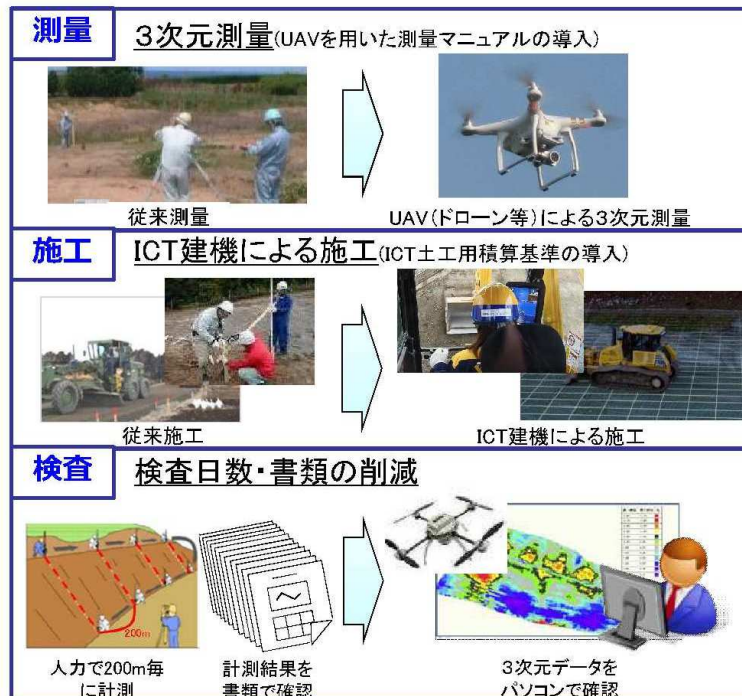 測量
3次元測量(UAVを用いた測量マニュアルの導入)
従来測量
UAV(ドローン等)による3次元測量
施工
ICT建機による施工(ICT土工用積算基準の導入)
従来施工
ICT建機による施工
検査
検査日数・書類の削減
200m
人力で200m毎
に計測
計測結果を
書類で確認
3次元データを
パソコンで確認